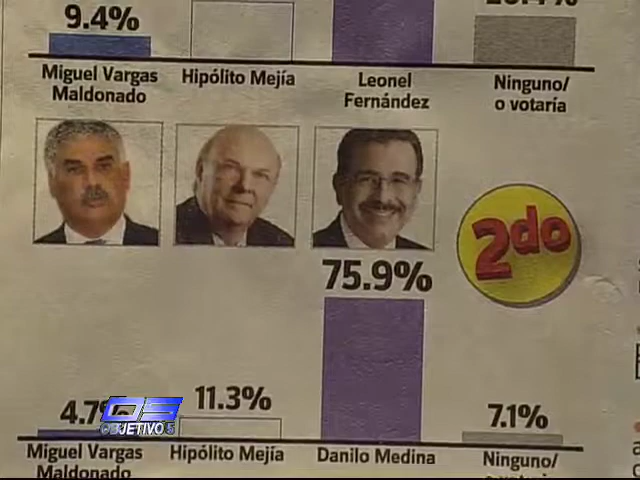 9.4%
Miguel Vargas Maldonado
Hipólito Mejía
Leonel Fernández
Ninguno/ o votaría
2do
75.9%
4.7%
11.3%
7.1%
OBJETIVO 5
Miguel Vargas Maldonado
Hipólito Mejía
Danilo Medina
Ninguno/